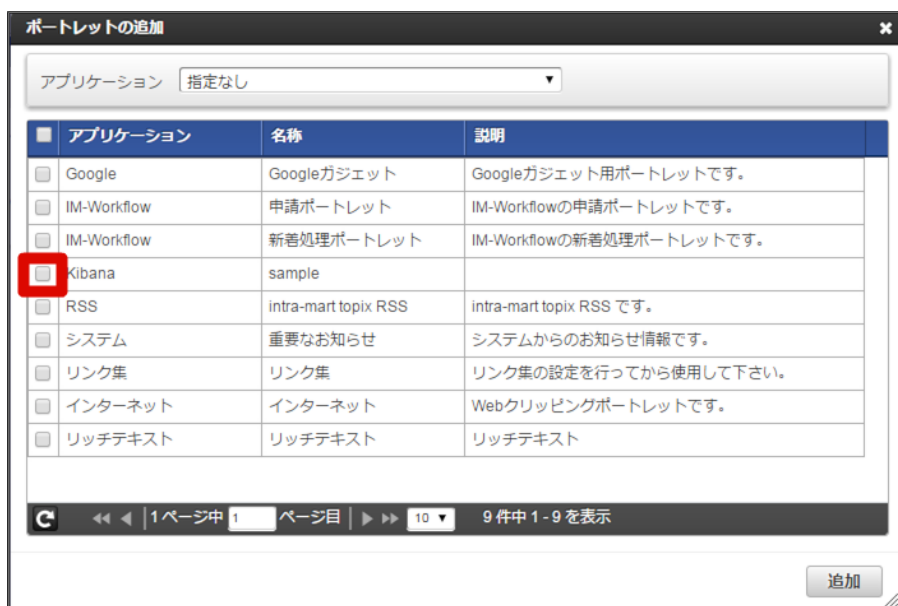 ポートレットの追加
アプリケーション 指定なし
アプリケーション 名称 説明
Google Googleガジェット Googleガジェット用ポートレットです。
IM-Workflow 申請ポートレット IM-Workflowの申請ポートレットです。
IM-Workflow 新着処理ポートレット IM-Workflowの新着処理ポートレットです。
Kibana sample
RSS intra-mart topix RSS intra-mart topix RSS です。
システム 重要なお知らせ システムからのお知らせ情報です。
リンク集 リンク集 リンク集の設定を行ってから使用して下さい。
インターネット インターネット Webクリッピングポートレットです。
リッチテキスト リッチテキスト リッチテキスト
1 ページ中 1 ページ目 10 9 件中 1 - 9 を表示
追加